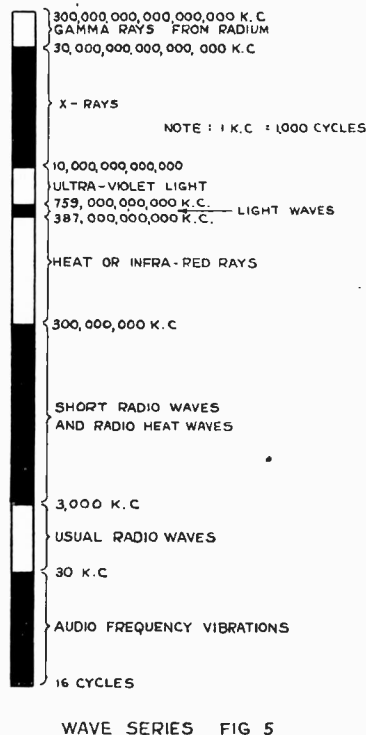 300,000,000,000,000,000 K.C
GAMMA RAYS FROM RADIUM
30,000,000,000,000,000 K.C
X-RAYS
NOTE : 1 K.C = 1,000 CYCLES
10,000,000,000,000
ULTRA-VIOLET LIGHT
759,000,000,000 K.C.
LIGHT WAVES
387,000,000,000 K.C.
HEAT OR INFRA-RED RAYS
300,000,000 K.C
SHORT RADIO WAVES
AND RADIO HEAT WAVES
3,000 K.C
USUAL RADIO WAVES
30 K.C
AUDIO FREQUENCY VIBRATIONS
16 CYCLES
WAVE SERIES FIG 5